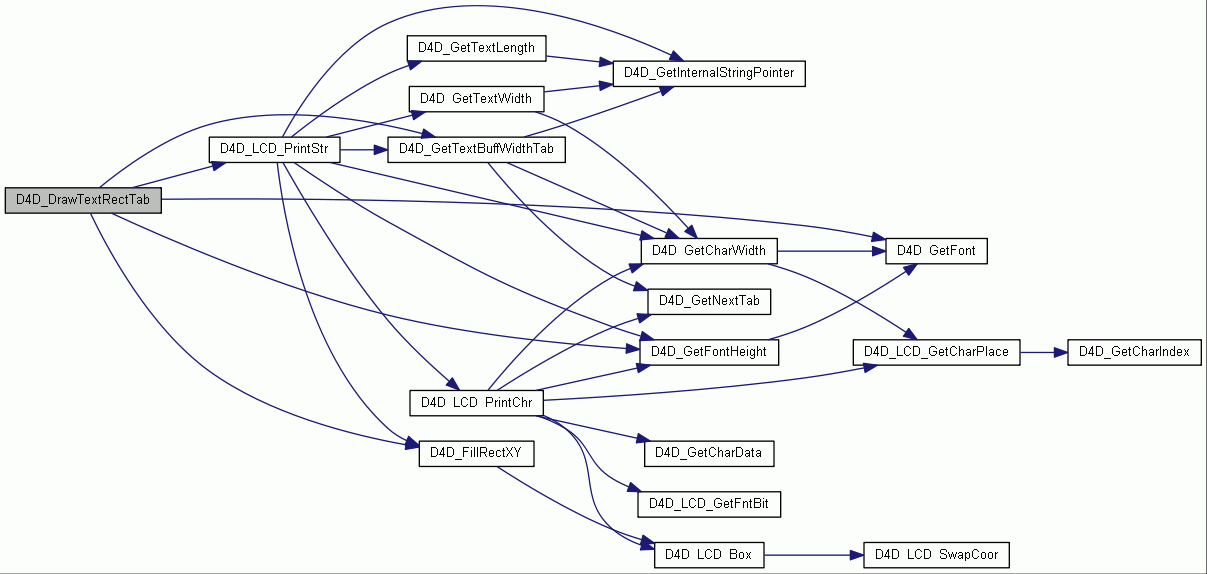 D4D_GetTextLength
D4D_GetInternalStringPointer
D4D_GetTextWidth
D4D_LCD_PrintStr
D4D_GetTextBuffWidthTab
D4D_DrawTextRectTab
D4D_GetCharWidth
D4D_GetFont
D4D_GetNextTab
D4D_GetFontHeight
D4D_LCD_GetCharPlace
D4D_GetCharIndex
D4D_LCD_PrintChr
D4D_FillRectXY
D4D_GetCharData
D4D_LCD_GetFntBit
D4D_LCD_Box
D4D_LCD_SwapCoor